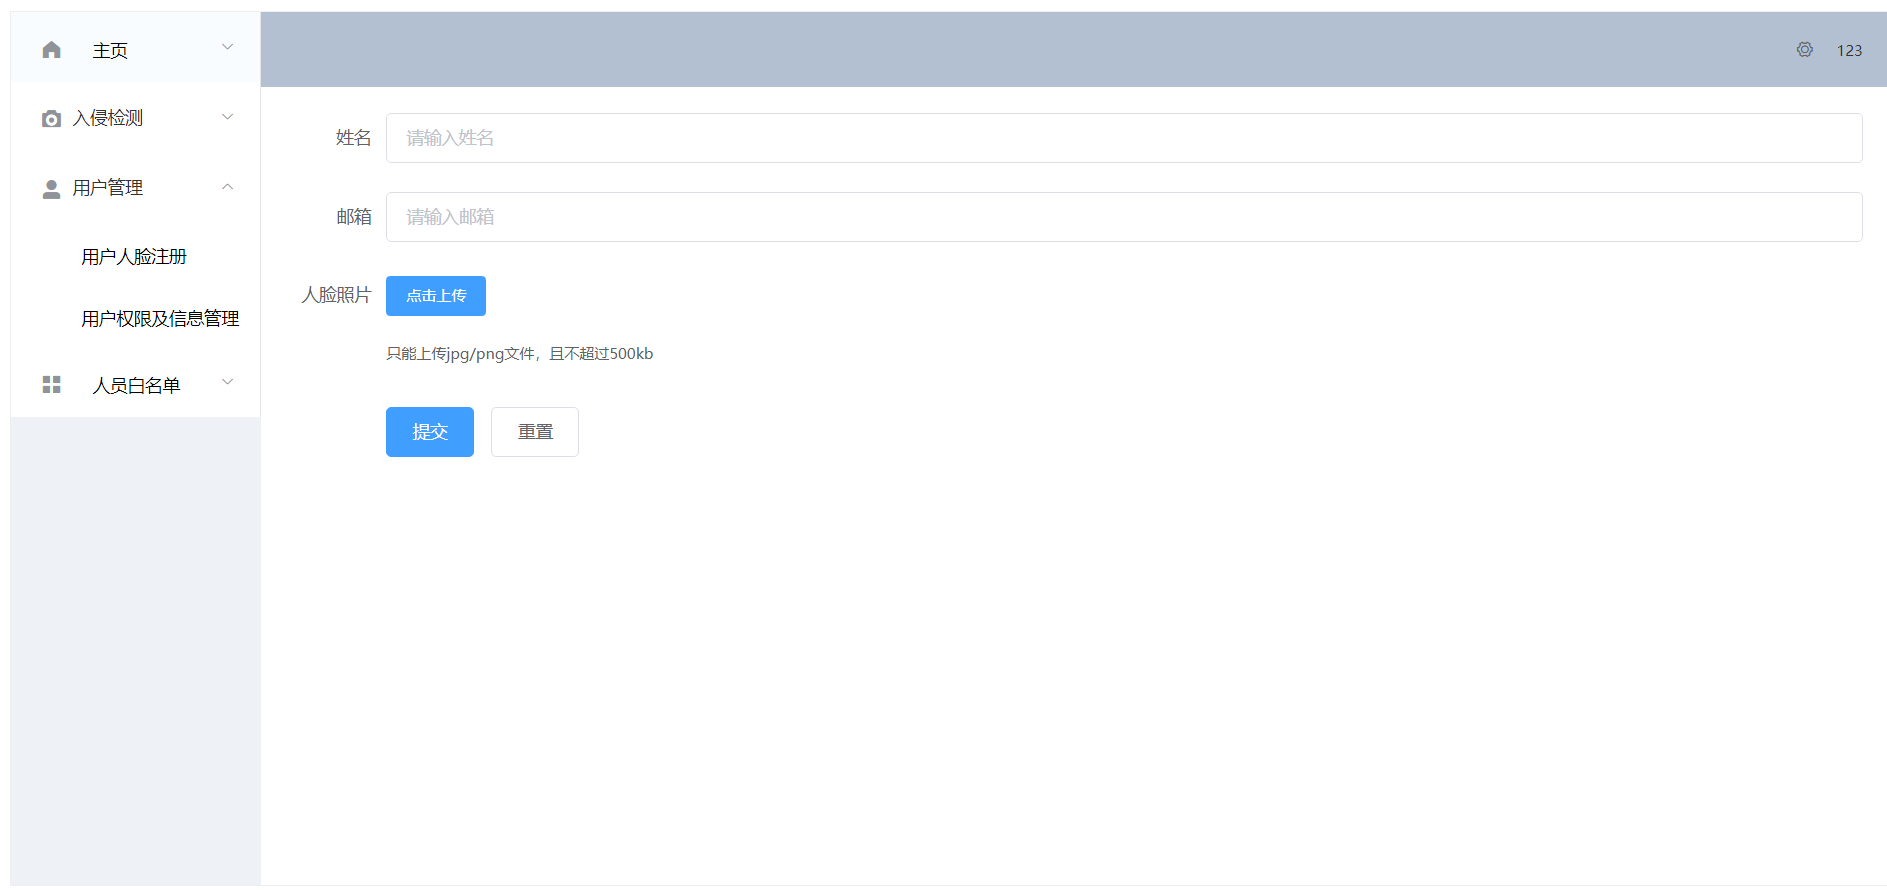 主页
入侵检测
用户管理
用户人脸注册
用户权限及信息管理
人员白名单
123
姓名
请输入姓名
邮箱
请输入邮箱
人脸照片
点击上传
只能上传jpg/png文件，且不超过500kb
提交
重置